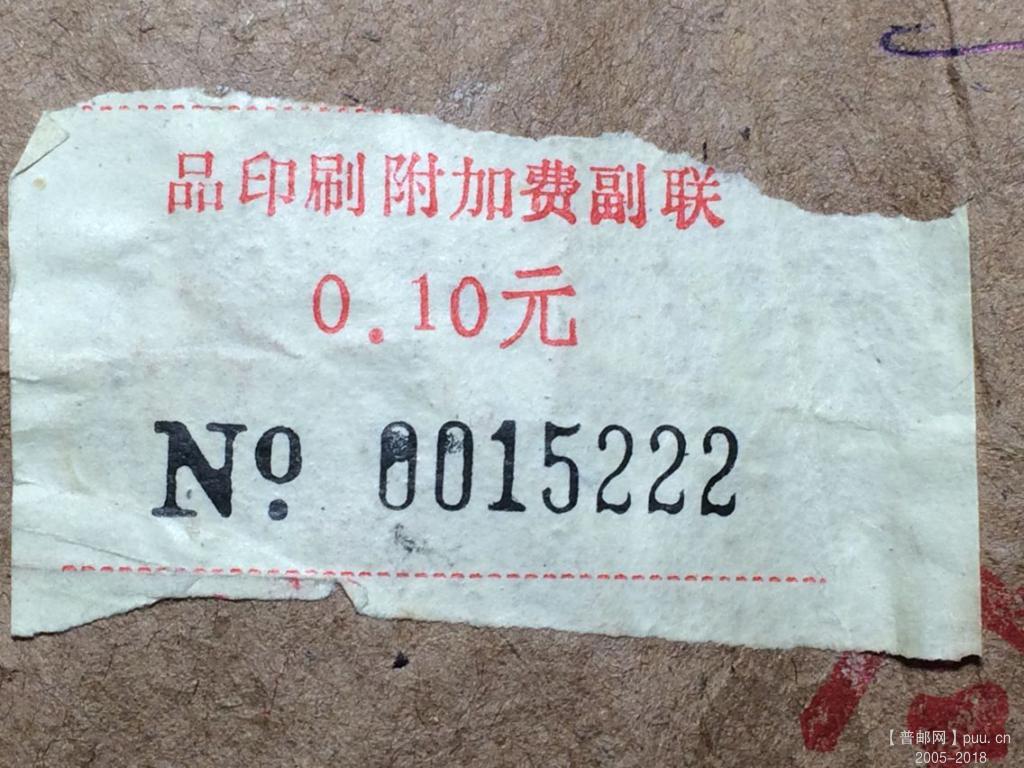 品印刷附加费副联
0.10元
No 0015222
【普邮网】puu.cn
2005-2018